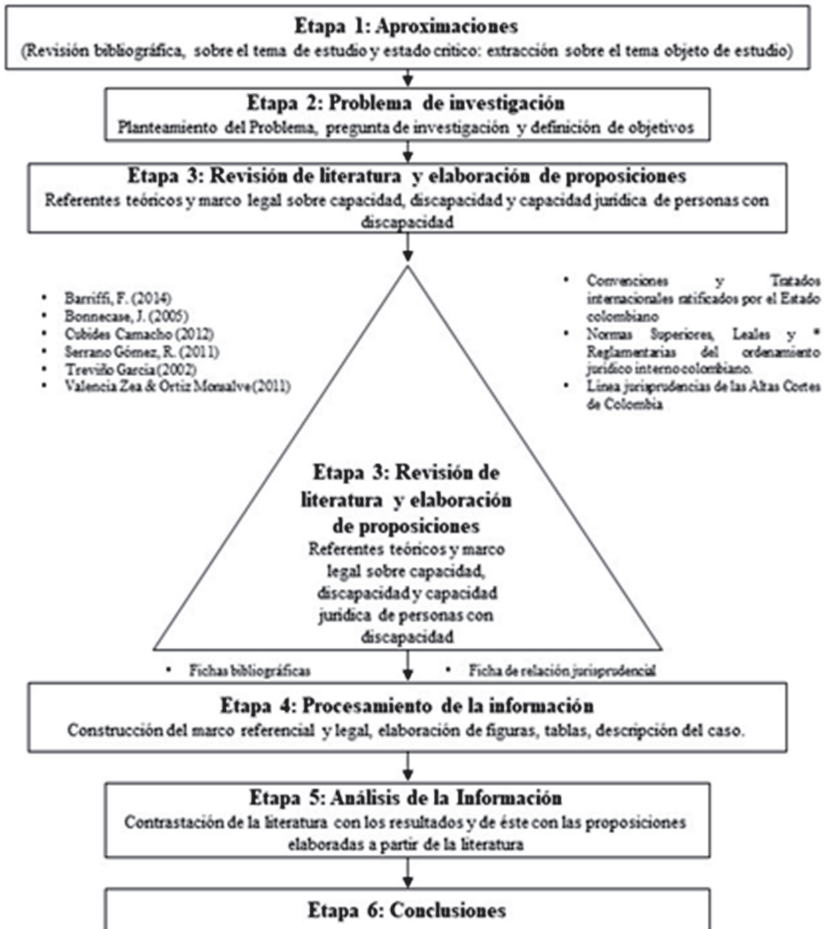 Etapa 1: Aproximaciones
(Revisión bibliográfica, sobre el tema de estudio y estado critico: extracción sobre el tema objeto de estudio)
Etapa 2: Problema de investigación
Planteamiento del Problema, pregunta de investigación y definición de objetivos
Etapa 3: Revisión de literatura y elaboración de proposiciones
Referentes teóricos y marco legal sobre capacidad, discapacidad y capacidad jurídica de personas con
discapacidad
• Barriffi, F. (2014)
• Bonnecase, J. (2005)
• Cubides Camacho (2012)
• Serrano Gómez, R. (2011)
• Treviño García (2002)
• Valencia Zea & Ortiz Monsalve (2011)
• Convenciones y Tratados
internacionales ratificados por el Estado
colombiano
• Normas Superiores, Leales y *
Reglamentarias del ordenamiento
jurídico interno colombiano.
• Línea jurisprudencias de las Altas Cortes
de Colombia
Etapa 3: Revisión de
literatura y elaboración
de proposiciones
Referentes teóricos y marco
legal sobre capacidad,
discapacidad y capacidad
jurídica de personas con
discapacidad
• Fichas bibliográficas
• Ficha de relación jurisprudencial
Etapa 4: Procesamiento de la información
Construcción del marco referencial y legal, elaboración de figuras, tablas, descripción del caso.
Etapa 5: Análisis de la Información
Contrastación de la literatura con los resultados y de éste con las proposiciones
elaboradas a partir de la literatura
Etapa 6: Conclusiones